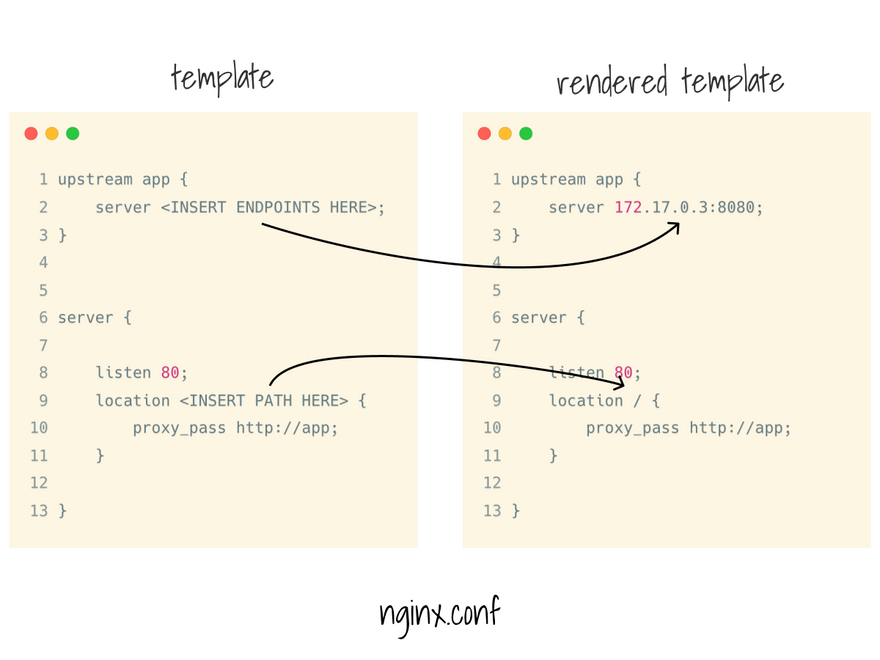 template
1 upstream app {
2     server <INSERT ENDPOINTS HERE>;
3 }
4
5
6 server {
7
8     listen 80;
9     location <INSERT PATH HERE> {
10         proxy_pass http://app;
11     }
12
13 }
rendered template
1 upstream app {
2     server 172.17.0.3:8080;
3 }
4
5
6 server {
7
8     listen 80;
9     location / {
10         proxy_pass http://app;
11     }
12
13 }
nginx.conf